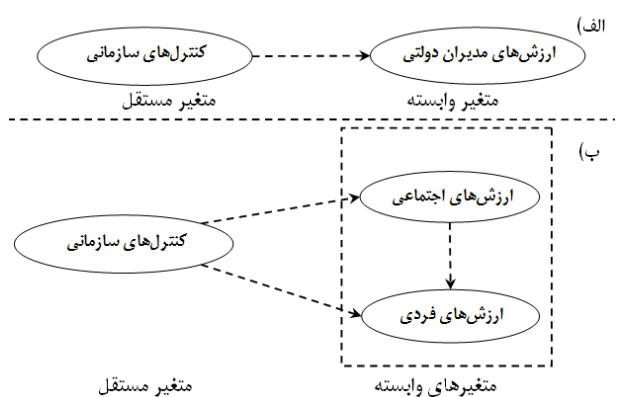 الف)
کنترل‌های سازمانی
ارزش‌های مدیران دولتی
متغیر مستقل
متغیر وابسته
ب)
ارزش‌های اجتماعی
کنترل‌های سازمانی
ارزش‌های فردی
متغیر مستقل
متغیرهای وابسته